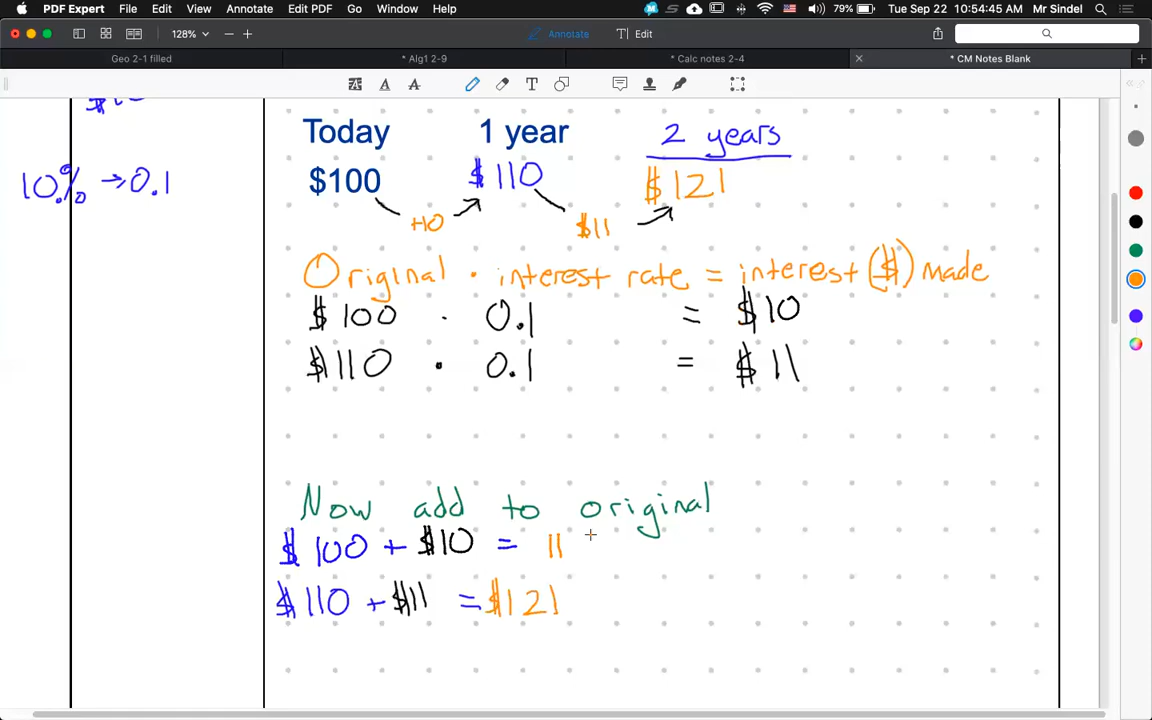 PDF Expert File Edit View Annotate Edit PDF Go Window Help 79% Tue Sep 22 10:54:45 AM Mr Sindel
128% Annotate T Edit
Geo 2-1 filled * Alg1 2-9 * Calc notes 2-4 * CM Notes Blank
A A A T
Today 1 year 2 years
$100 $110 $121
10% → 0.1
+10 $11
Original · interest rate = interest ($) made
$100 · 0.1 = $10
$110 · 0.1 = $11
Now add to original
$100 + $10 = 11
$110 + $11 = $121